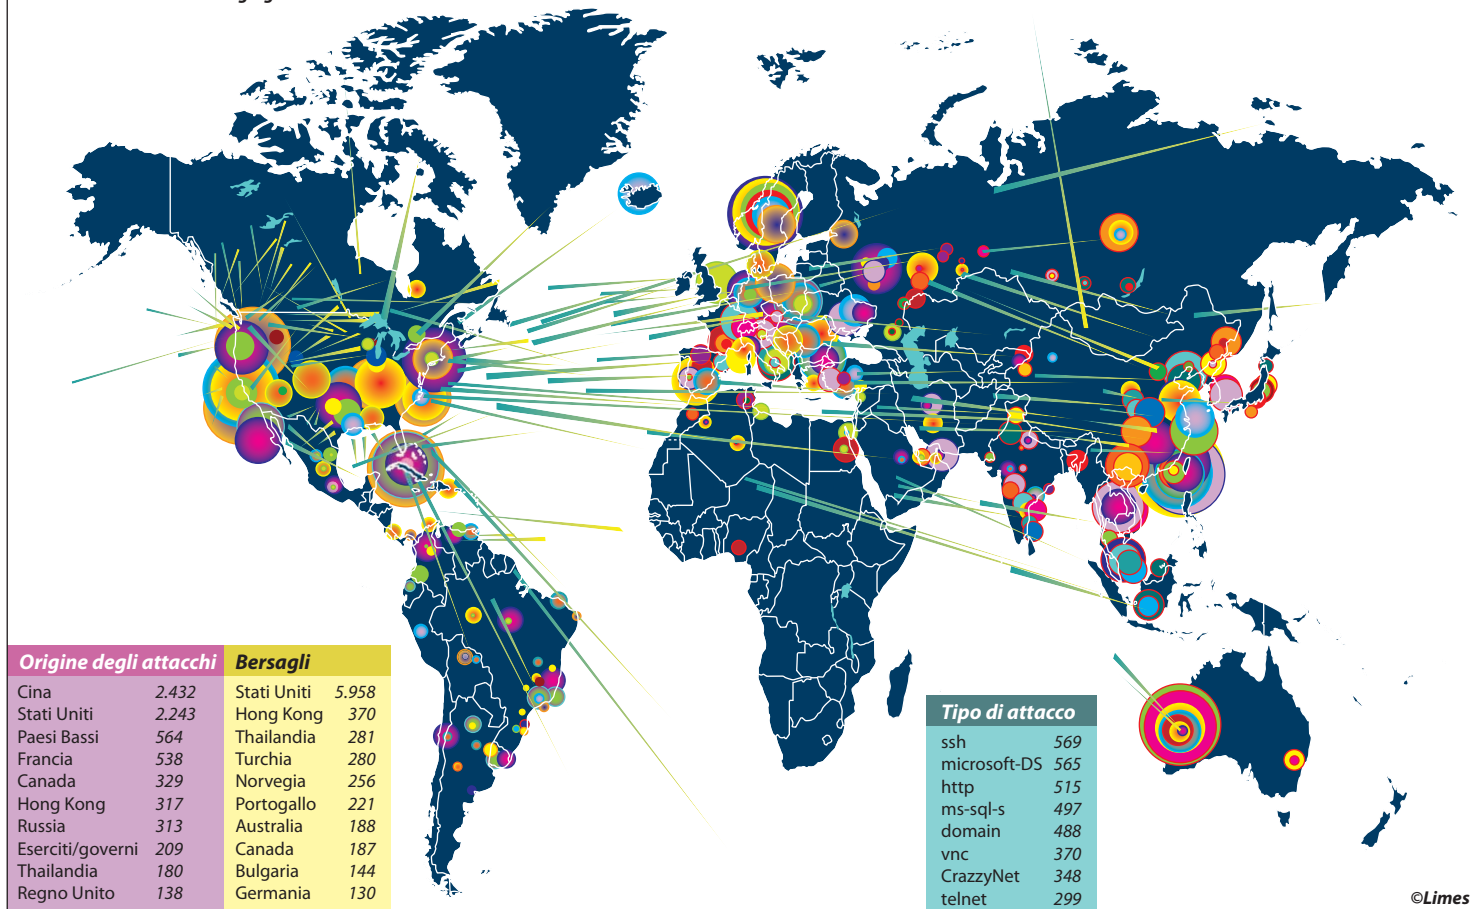 Origine degli attacchi
Cina 2.432
Stati Uniti 2.243
Paesi Bassi 564
Francia 538
Canada 329
Hong Kong 317
Russia 313
Eserciti/governi 209
Thailandia 180
Regno Unito 138
Bersagli
Stati Uniti 5.958
Hong Kong 370
Thailandia 281
Turchia 280
Norvegia 256
Portogallo 221
Australia 188
Canada 187
Bulgaria 144
Germania 130
Tipo di attacco
ssh 569
microsoft-DS 565
http 515
ms-sql-s 497
domain 488
vnc 370
CrazzyNet 348
telnet 299
©Limes